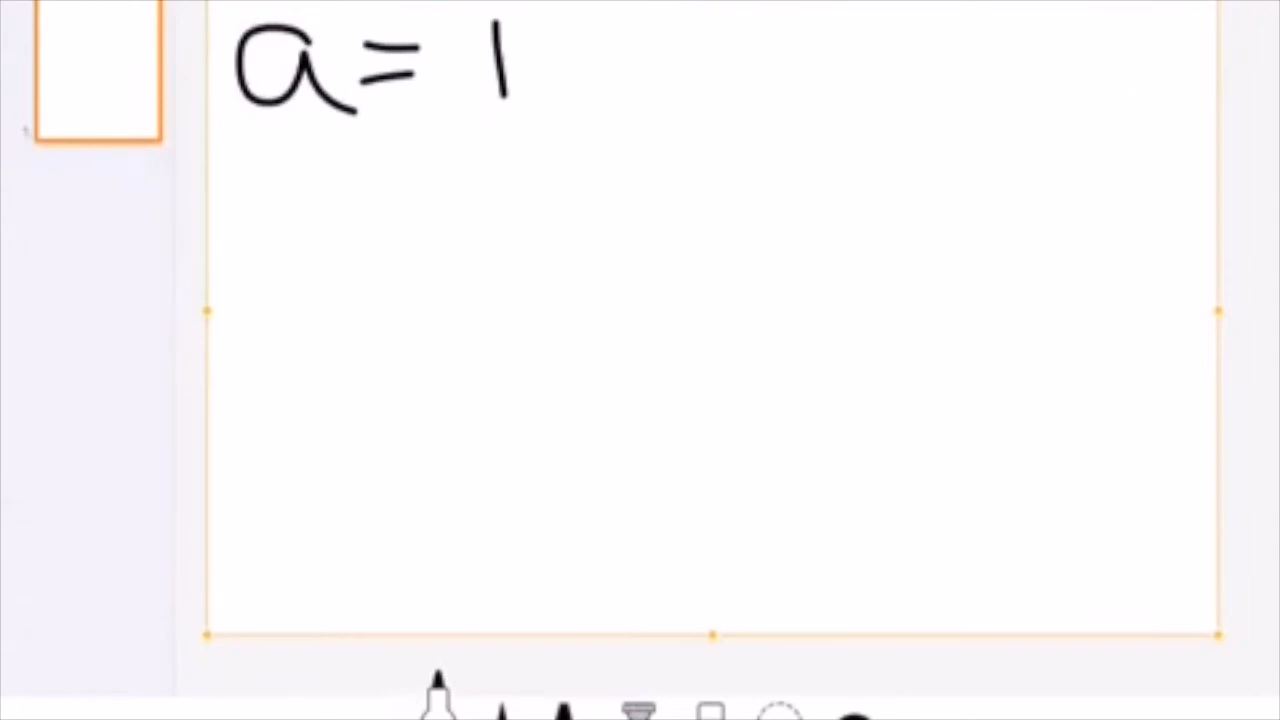 a = 1